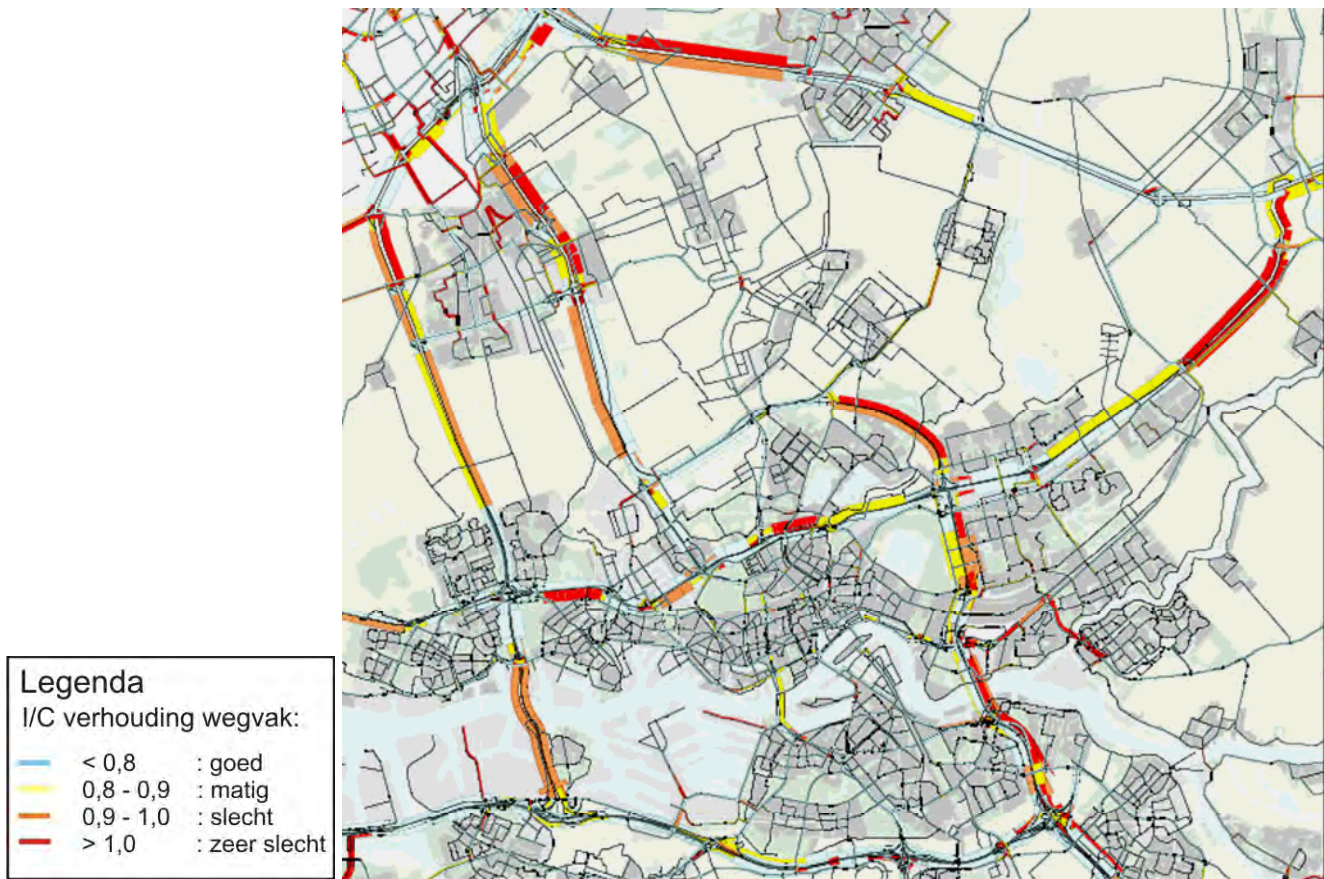 Legenda
I/C verhouding wegvak:
< 0,8 : goed
0,8 - 0,9 : matig
0,9 - 1,0 : slecht
> 1,0 : zeer slecht